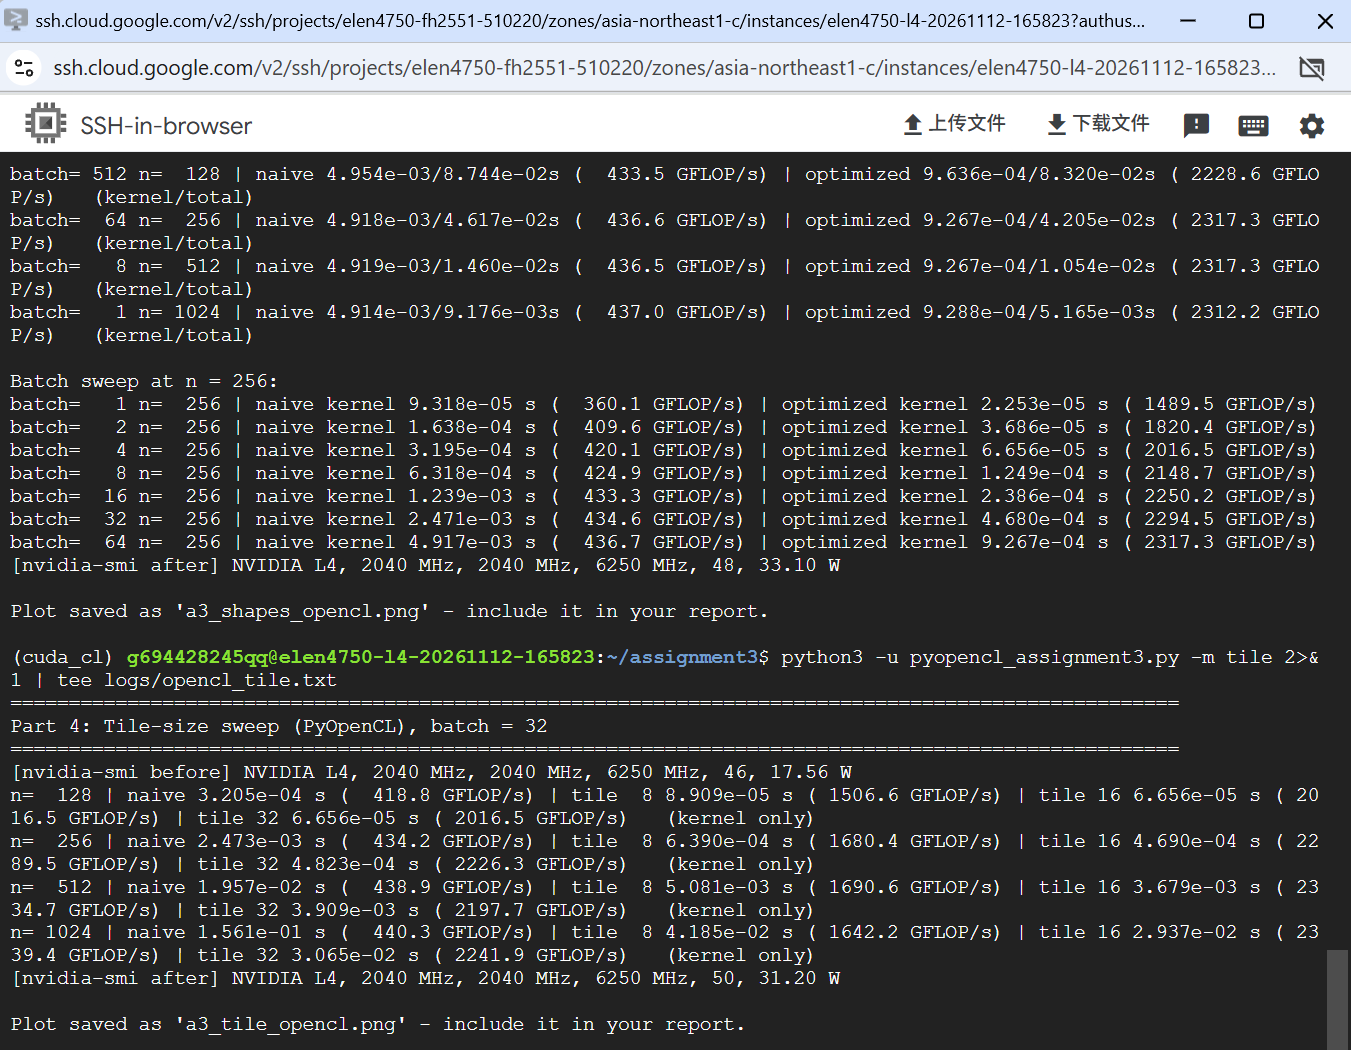 ssh.cloud.google.com/v2/ssh/projects/elen4750-fh2551-510220/zones/asia-northeast1-c/instances/elen4750-l4-20261112-165823?authus...
ssh.cloud.google.com/v2/ssh/projects/elen4750-fh2551-510220/zones/asia-northeast1-c/instances/elen4750-l4-20261112-165823...
SSH-in-browser 上传文件 下载文件
batch= 512 n=  128 | naive 4.954e-03/8.744e-02s (  433.5 GFLOP/s) | optimized 9.636e-04/8.320e-02s ( 2228.6 GFLO
P/s)   (kernel/total)
batch=  64 n=  256 | naive 4.918e-03/4.617e-02s (  436.6 GFLOP/s) | optimized 9.267e-04/4.205e-02s ( 2317.3 GFLO
P/s)   (kernel/total)
batch=   8 n=  512 | naive 4.919e-03/1.460e-02s (  436.5 GFLOP/s) | optimized 9.267e-04/1.054e-02s ( 2317.3 GFLO
P/s)   (kernel/total)
batch=   1 n= 1024 | naive 4.914e-03/9.176e-03s (  437.0 GFLOP/s) | optimized 9.288e-04/5.165e-03s ( 2312.2 GFLO
P/s)   (kernel/total)
Batch sweep at n = 256:
batch=   1 n=  256 | naive kernel 9.318e-05 s (  360.1 GFLOP/s) | optimized kernel 2.253e-05 s ( 1489.5 GFLOP/s)
batch=   2 n=  256 | naive kernel 1.638e-04 s (  409.6 GFLOP/s) | optimized kernel 3.686e-05 s ( 1820.4 GFLOP/s)
batch=   4 n=  256 | naive kernel 3.195e-04 s (  420.1 GFLOP/s) | optimized kernel 6.656e-05 s ( 2016.5 GFLOP/s)
batch=   8 n=  256 | naive kernel 6.318e-04 s (  424.9 GFLOP/s) | optimized kernel 1.249e-04 s ( 2148.7 GFLOP/s)
batch=  16 n=  256 | naive kernel 1.239e-03 s (  433.3 GFLOP/s) | optimized kernel 2.386e-04 s ( 2250.2 GFLOP/s)
batch=  32 n=  256 | naive kernel 2.471e-03 s (  434.6 GFLOP/s) | optimized kernel 4.680e-04 s ( 2294.5 GFLOP/s)
batch=  64 n=  256 | naive kernel 4.917e-03 s (  436.7 GFLOP/s) | optimized kernel 9.267e-04 s ( 2317.3 GFLOP/s)
[nvidia-smi after] NVIDIA L4, 2040 MHz, 2040 MHz, 6250 MHz, 48, 33.10 W
Plot saved as 'a3_shapes_opencl.png' - include it in your report.
(cuda_cl) g694428245qq@elen4750-l4-20261112-165823:~/assignment3$ python3 -u pyopencl_assignment3.py -m tile 2>&
1 | tee logs/opencl_tile.txt
====================================================================================================
Part 4: Tile-size sweep (PyOpenCL), batch = 32
====================================================================================================
[nvidia-smi before] NVIDIA L4, 2040 MHz, 2040 MHz, 6250 MHz, 46, 17.56 W
n=  128 | naive 3.205e-04 s (  418.8 GFLOP/s) | tile  8 8.909e-05 s ( 1506.6 GFLOP/s) | tile 16 6.656e-05 s ( 20
16.5 GFLOP/s) | tile 32 6.656e-05 s ( 2016.5 GFLOP/s)   (kernel only)
n=  256 | naive 2.473e-03 s (  434.2 GFLOP/s) | tile  8 6.390e-04 s ( 1680.4 GFLOP/s) | tile 16 4.690e-04 s ( 22
89.5 GFLOP/s) | tile 32 4.823e-04 s ( 2226.3 GFLOP/s)   (kernel only)
n=  512 | naive 1.957e-02 s (  438.9 GFLOP/s) | tile  8 5.081e-03 s ( 1690.6 GFLOP/s) | tile 16 3.679e-03 s ( 23
34.7 GFLOP/s) | tile 32 3.909e-03 s ( 2197.7 GFLOP/s)   (kernel only)
n= 1024 | naive 1.561e-01 s (  440.3 GFLOP/s) | tile  8 4.185e-02 s ( 1642.2 GFLOP/s) | tile 16 2.937e-02 s ( 23
39.4 GFLOP/s) | tile 32 3.065e-02 s ( 2241.9 GFLOP/s)   (kernel only)
[nvidia-smi after] NVIDIA L4, 2040 MHz, 2040 MHz, 6250 MHz, 50, 31.20 W
Plot saved as 'a3_tile_opencl.png' - include it in your report.